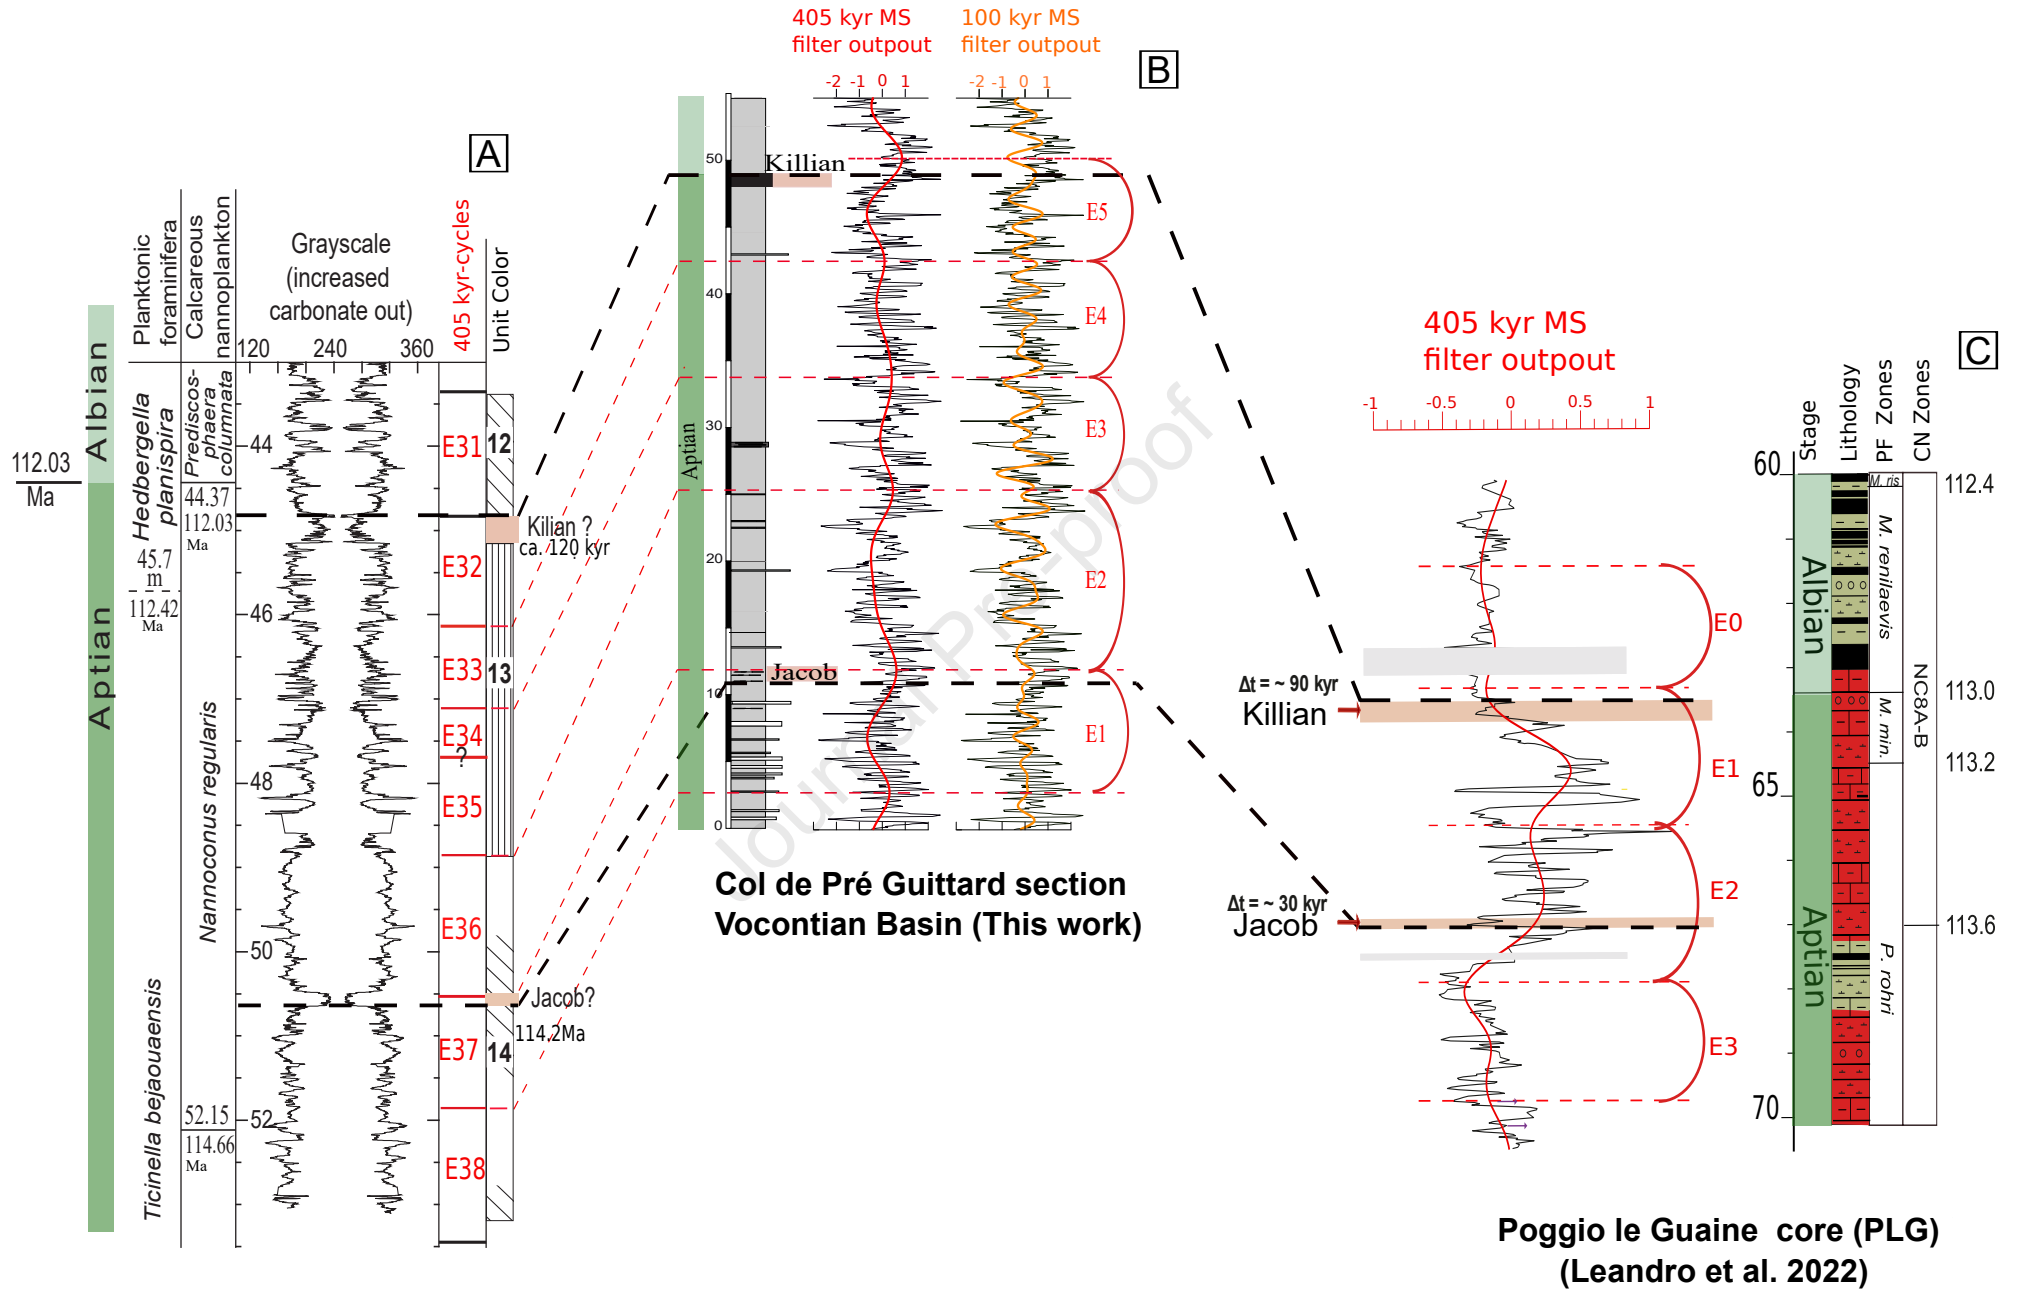 A
Albian
Aptian
112.03
Ma
Planktonic
foraminifera
Calcareous
nannoplankton
Grayscale
(increased
carbonate out)
405 kyr-cycles
Unit Color
120
240
360
Hedbergella
planispira
Prediscos-
phaera
columnata
44.37
112.03
Ma
45.7
m
112.42
Ma
Nannoconus regularis
Ticinella bejaouaensis
52.15
114.66
Ma
44
46
48
50
52
E31
E32
E33
E34
?
E35
E36
E37
E38
12
13
14
Kilian ?
ca. 120 kyr
Jacob?
114.2Ma
B
405 kyr MS
filter outpout
100 kyr MS
filter outpout
-2 -1 0 1
-2 -1 0 1
Aptian
50
40
30
20
10
0
Killian
Jacob
E5
E4
E3
E2
E1
Journal Pre-proof
Col de Pré Guittard section
Vocontian Basin (This work)
C
405 kyr MS
filter outpout
-1 -0.5 0 0.5 1
Δt = ~ 90 kyr
Killian
Δt = ~ 30 kyr
Jacob
E0
E1
E2
E3
Stage
Lithology
PF Zones
CN Zones
60
65
70
Albian
Aptian
M. ris
M. renilaevis
M. min.
P. rohri
NC8A-B
112.4
113.0
113.2
113.6
Poggio le Guaine core (PLG)
(Leandro et al. 2022)